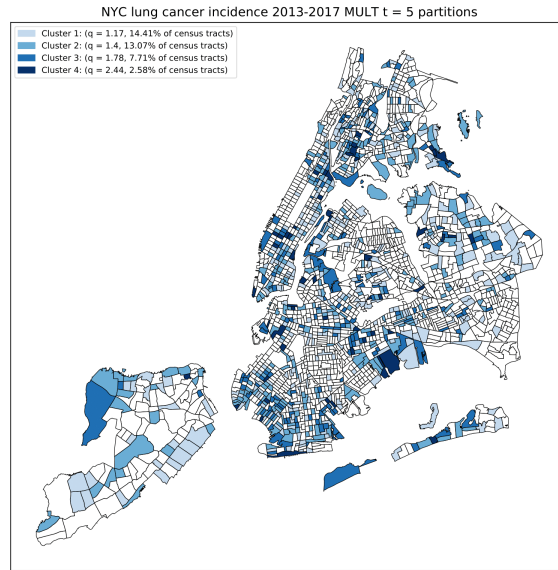 NYC lung cancer incidence 2013-2017 MULT t = 5 partitions
Cluster 1: (q = 1.17, 14.41% of census tracts)
Cluster 2: (q = 1.4, 13.07% of census tracts)
Cluster 3: (q = 1.78, 7.71% of census tracts)
Cluster 4: (q = 2.44, 2.58% of census tracts)